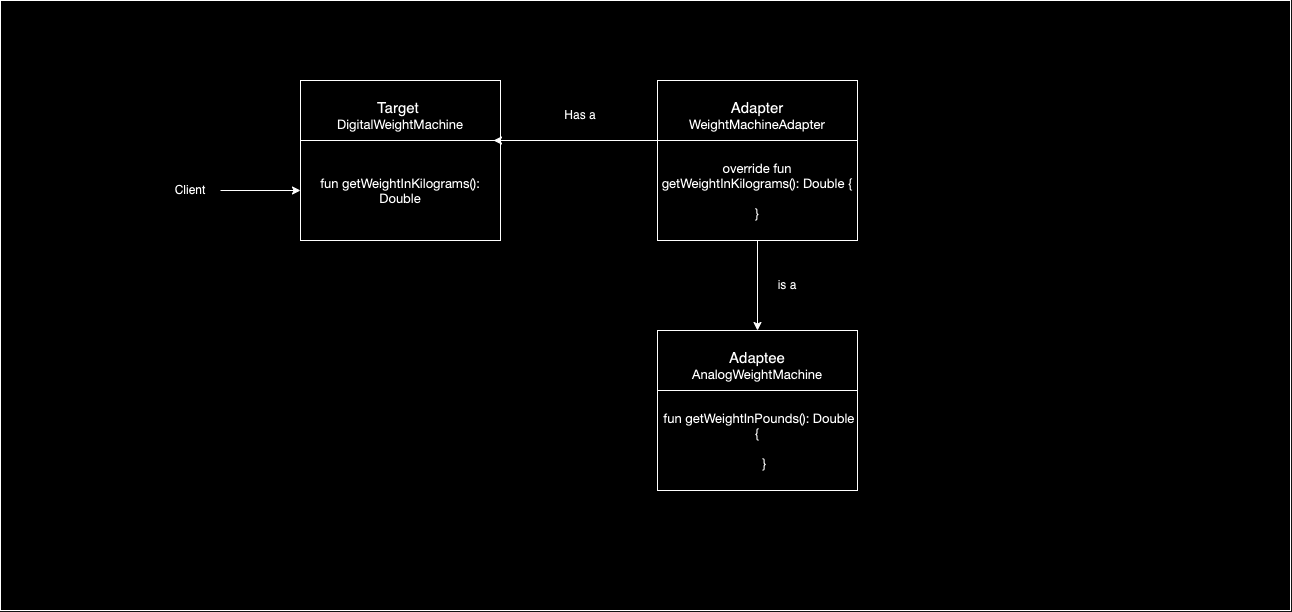 Target
DigitalWeightMachine
Has a
Adapter
WeightMachineAdapter
Client
fun getWeightInKilograms():
Double
override fun
getWeightInKilograms(): Double {
}
is a
Adaptee
AnalogWeightMachine
fun getWeightInPounds(): Double
{
}